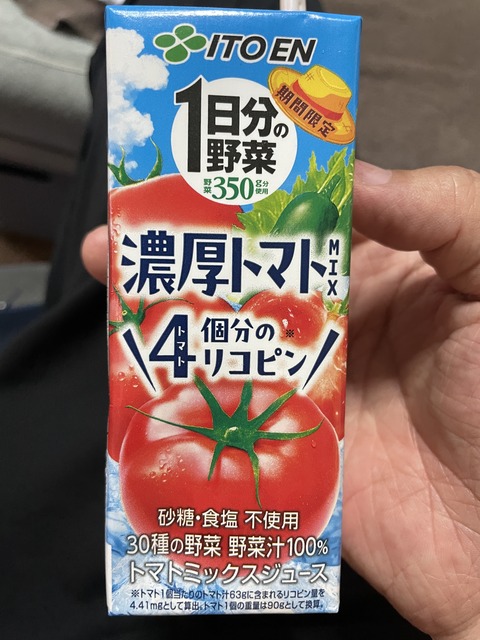 ITO EN
期間限定
1日分の
野菜
野菜350g分使用
濃厚トマトMIX
トマト4個分の※
リコピン
砂糖・食塩 不使用
30種の野菜 野菜汁100%
トマトミックスジュース
※トマト1個当たりのトマト汁63gに含まれるリコピン量を
4.41mgとして算出。トマト1個の重量は90gとして換算。